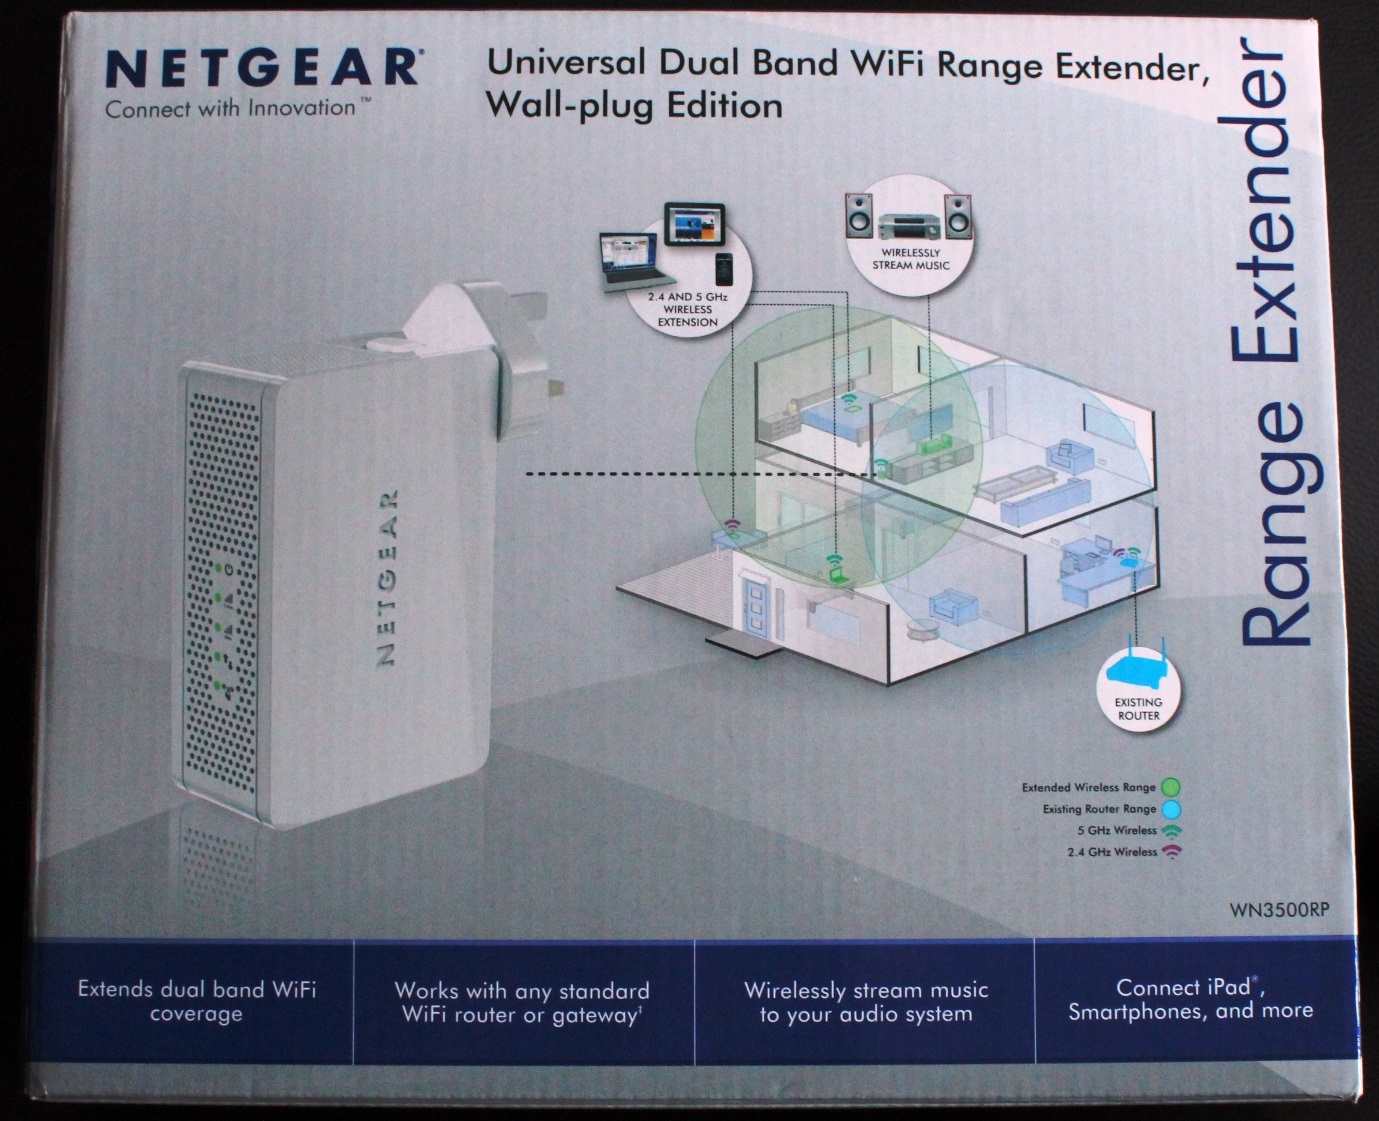 NETGEAR®
Connect with Innovation™
Universal Dual Band WiFi Range Extender,
Wall-plug Edition
Range Extender
WIRELESSLY
STREAM MUSIC
2.4 AND 5 GHz
WIRELESS
EXTENSION
NETGEAR
EXISTING
ROUTER
Extended Wireless Range
Existing Router Range
5 GHz Wireless
2.4 GHz Wireless
WN3500RP
Extends dual band WiFi
coverage
Works with any standard
WiFi router or gateway†
Wirelessly stream music
to your audio system
Connect iPad®,
Smartphones, and more